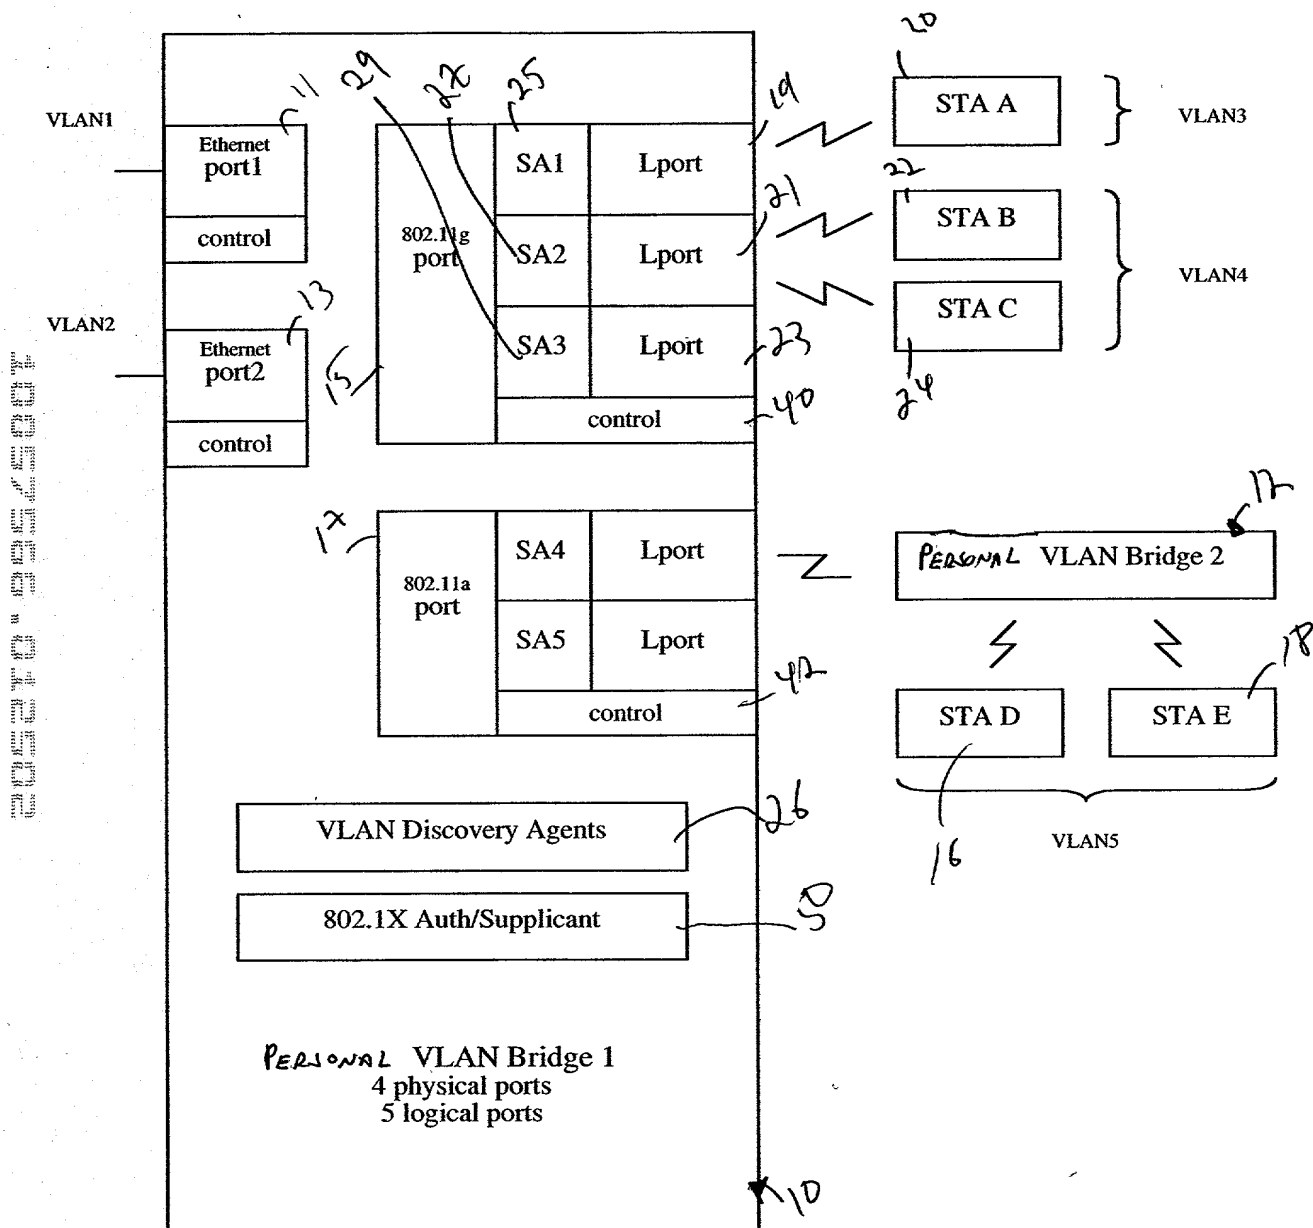 20
29
27
25
11
19
STA A
VLAN3
VLAN1
Ethernet
port1
SA1
Lport
22
21
STA B
control
802.11g
port
SA2
Lport
VLAN4
13
STA C
VLAN2
Ethernet
port2
SA3
Lport
23
15
24
40
control
control
12
17
SA4
Lport
PERSONAL VLAN Bridge 2
802.11a
port
SA5
Lport
18
42
control
STA D
STA E
26
VLAN Discovery Agents
16
VLAN5
50
802.1X Auth/Supplicant
PERSONAL VLAN Bridge 1
4 physical ports
5 logical ports
10